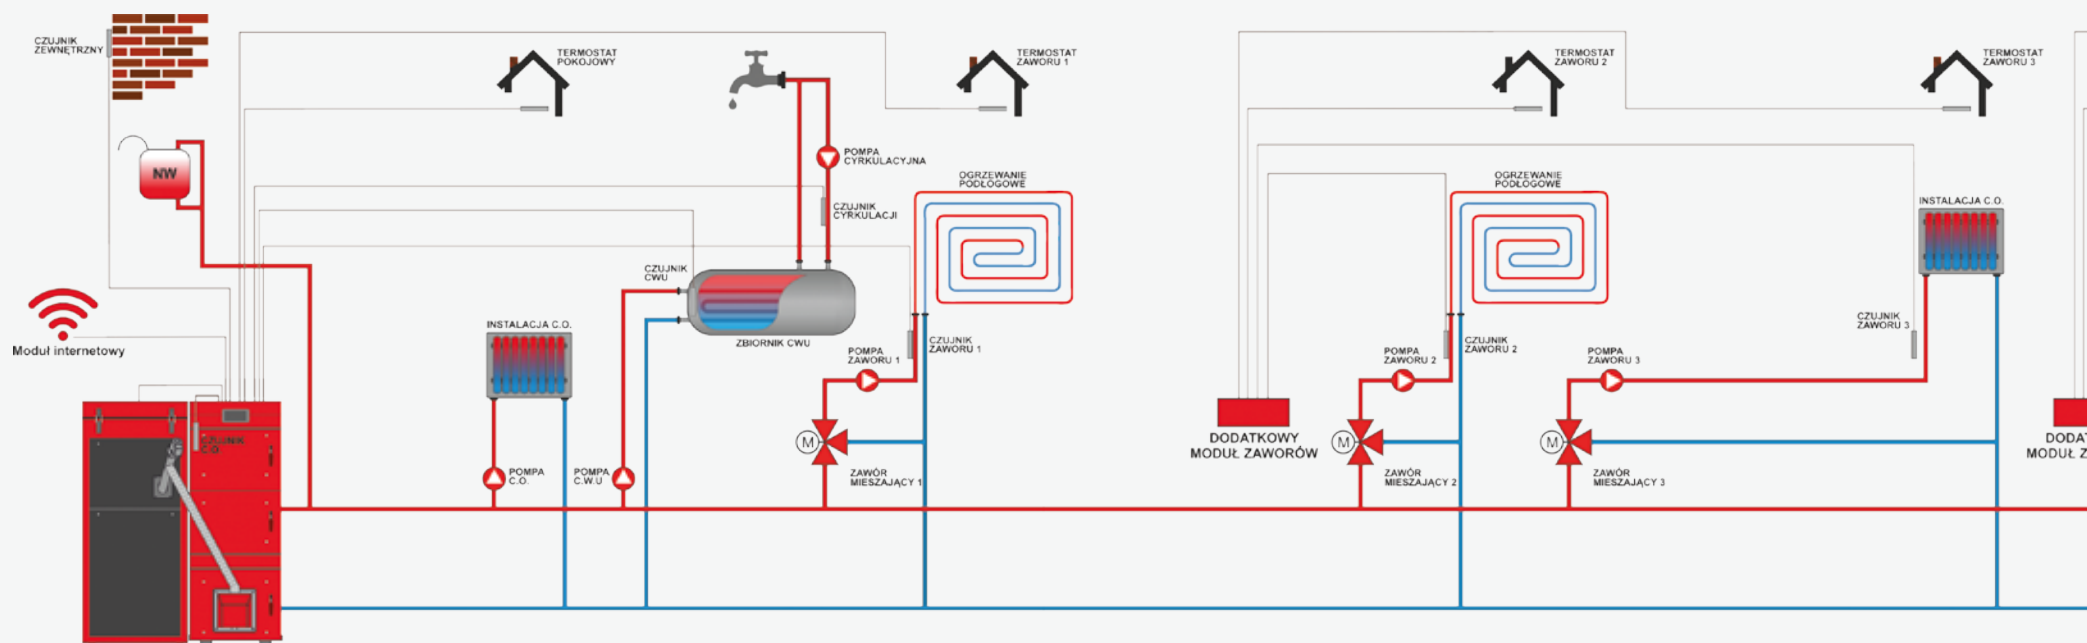 CZUJNIK
ZEWNĘTRZNY
TERMOSTAT
POKOJOWY
TERMOSTAT
ZAWORU 1
TERMOSTAT
ZAWORU 2
TERMOSTAT
ZAWORU 3
NW
POMPA
CYRKULACYJNA
OGRZEWANIE
PODŁOGOWE
OGRZEWANIE
PODŁOGOWE
CZUJNIK
CYRKULACJI
INSTALACJA C.O.
CZUJNIK
CWU
ZBIORNIK CWU
Moduł internetowy
INSTALACJA C.O.
CZUJNIK
ZAWORU 1
POMPA
ZAWORU 1
CZUJNIK
ZAWORU 2
POMPA
ZAWORU 2
CZUJNIK
ZAWORU 3
POMPA
ZAWORU 3
CZUJNIK
C.O.
M
M
M
DODATKOWY
MODUŁ ZAWORÓW
DODAT
MODUŁ Z
POMPA
C.O.
POMPA
C.W.U
ZAWÓR
MIESZAJĄCY 1
ZAWÓR
MIESZAJĄCY 2
ZAWÓR
MIESZAJĄCY 3